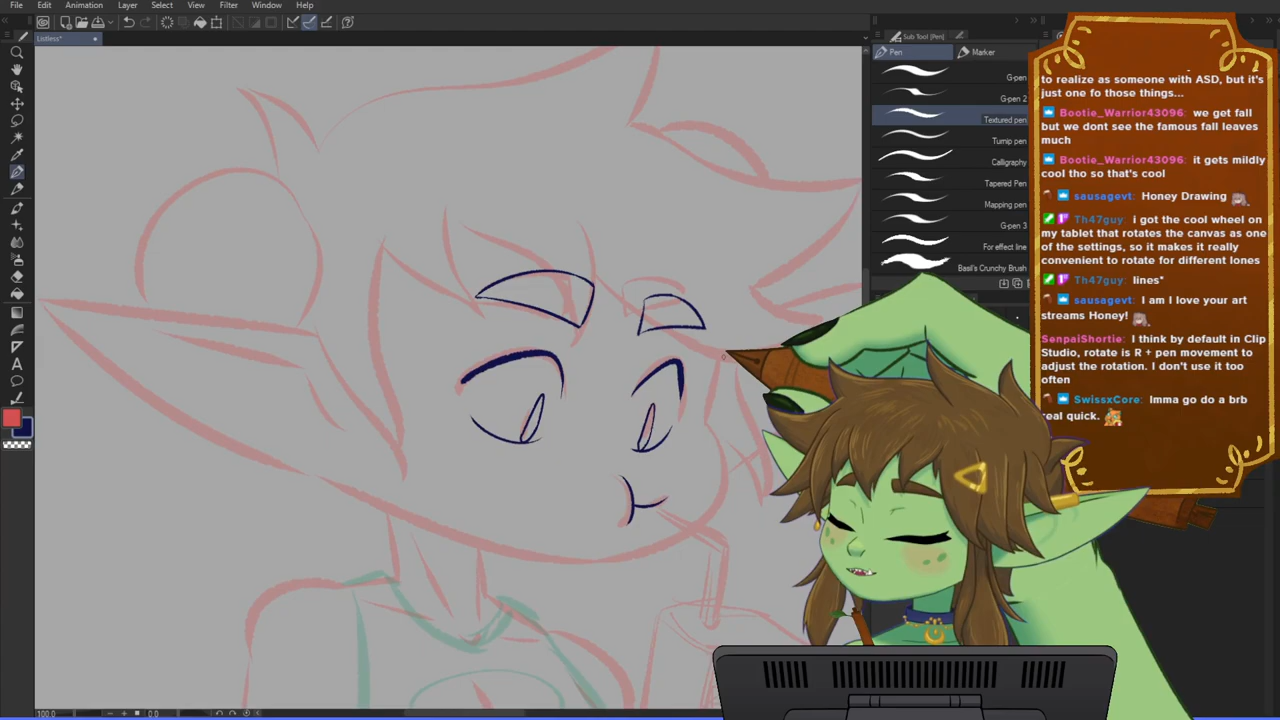 File Edit Animation Layer Select View Filter Window Help
Listless*
Sub Tool [Pen]
Pen Marker
G-pen
G-pen 2
Textured pen
Turnip pen
Calligraphy
Tapered Pen
Mapping pen
G-pen 3
For effect line
Basil's Crunchy Brush
to realize as someone with ASD, but it's
just one fo those things...
Bootie_Warrior43096: we get fall
but we dont see the famous fall leaves
much
Bootie_Warrior43096: it gets mildly
cool tho so that's cool
sausagevt: Honey Drawing
Th47guy: i got the cool wheel on
my tablet that rotates the canvas as one
of the settings, so it makes it really
convenient to rotate for different lones
Th47guy: lines*
sausagevt: I am I love your art
streams Honey!
SenpaiShortie: I think by default in Clip
Studio, rotate is R + pen movement to
adjust the rotation. I don't use it too
often
SwissxCore: Imma go do a brb
real quick.
100.0
0.0